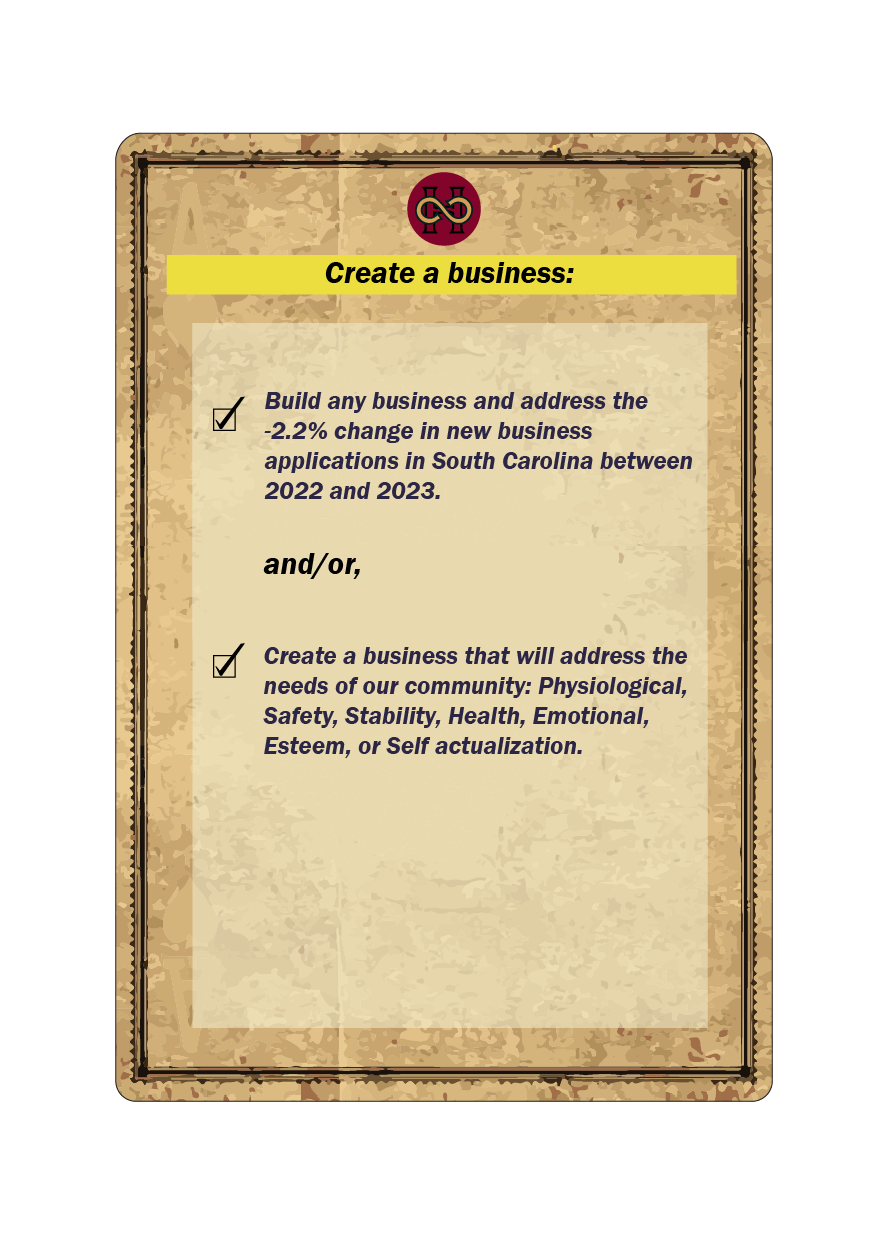 Create a business:
Build any business and address the
-2.2% change in new business
applications in South Carolina between
2022 and 2023.
and/or,
Create a business that will address the
needs of our community: Physiological,
Safety, Stability, Health, Emotional,
Esteem, or Self actualization.